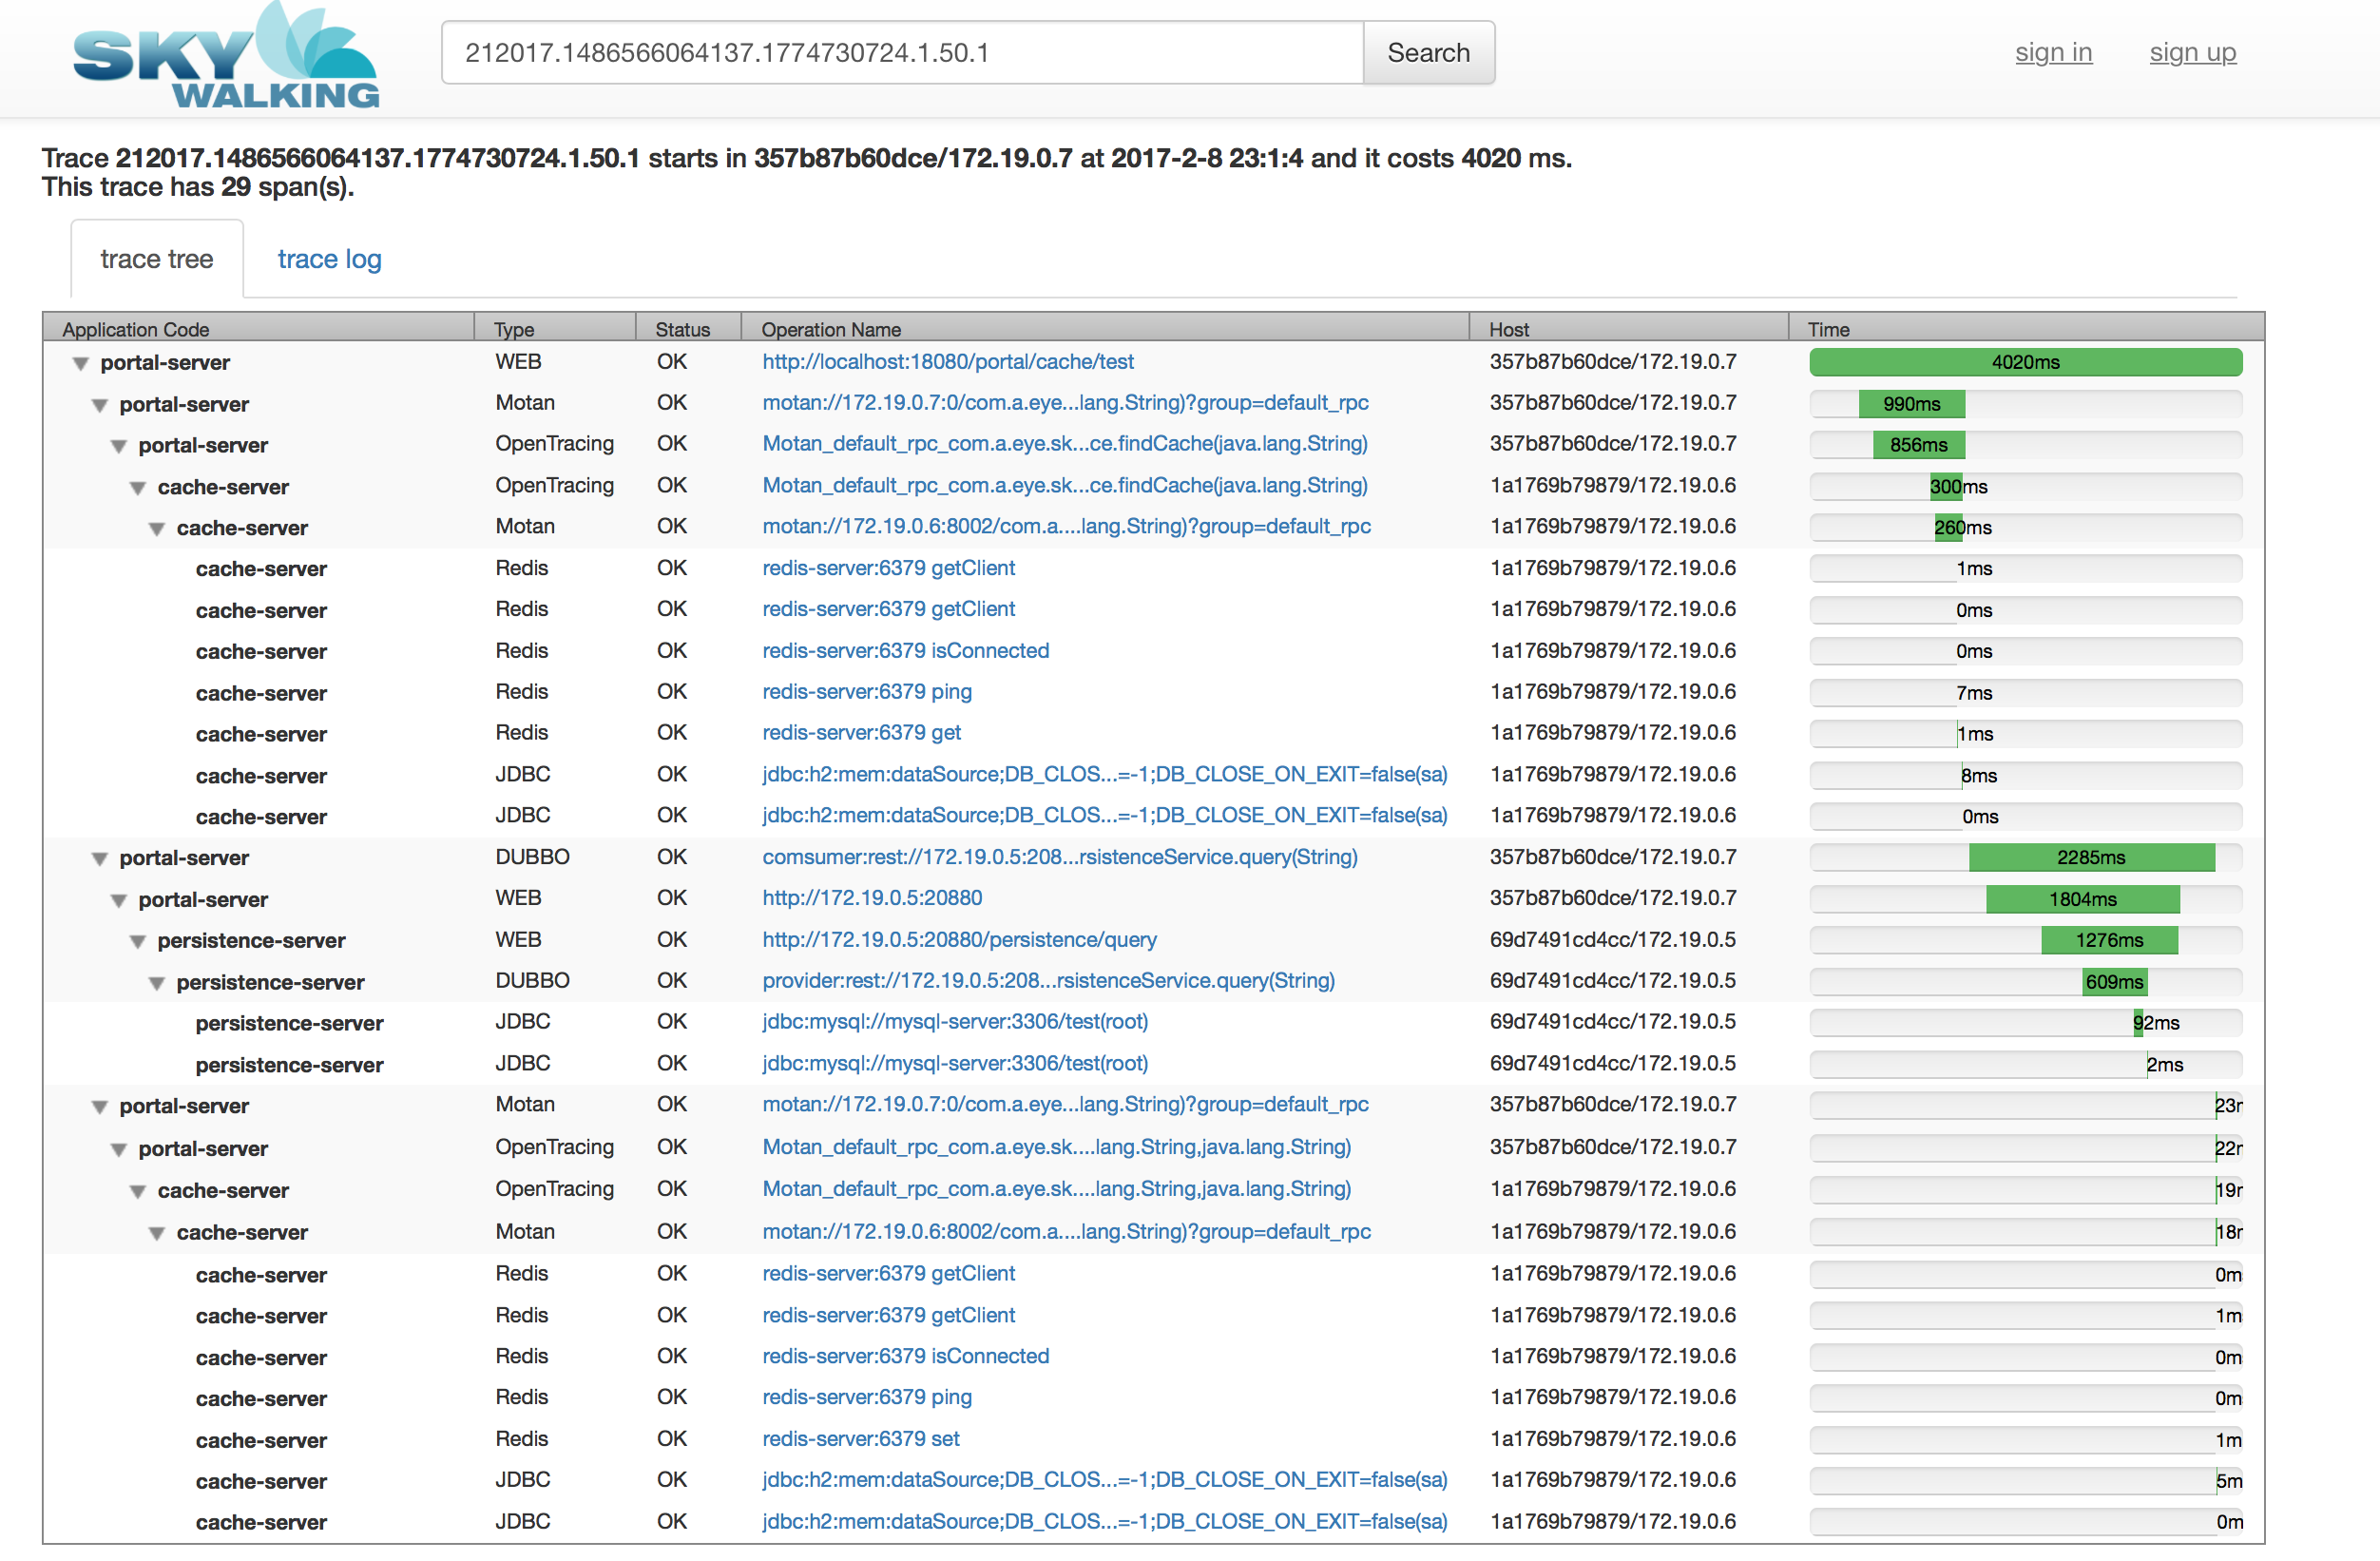 SKY WALKING
212017.1486566064137.1774730724.1.50.1 Search sign in sign up
Trace 212017.1486566064137.1774730724.1.50.1 starts in 357b87b60dce/172.19.0.7 at 2017-2-8 23:1:4 and it costs 4020 ms.
This trace has 29 span(s).
trace tree trace log
Application Code Type Status Operation Name Host Time
portal-server WEB OK http://localhost:18080/portal/cache/test 357b87b60dce/172.19.0.7 4020ms
portal-server Motan OK motan://172.19.0.7:0/com.a.eye...lang.String)?group=default_rpc 357b87b60dce/172.19.0.7 990ms
portal-server OpenTracing OK Motan_default_rpc_com.a.eye.sk...ce.findCache(java.lang.String) 357b87b60dce/172.19.0.7 856ms
cache-server OpenTracing OK Motan_default_rpc_com.a.eye.sk...ce.findCache(java.lang.String) 1a1769b79879/172.19.0.6 300ms
cache-server Motan OK motan://172.19.0.6:8002/com.a....lang.String)?group=default_rpc 1a1769b79879/172.19.0.6 260ms
cache-server Redis OK redis-server:6379 getClient 1a1769b79879/172.19.0.6 1ms
cache-server Redis OK redis-server:6379 getClient 1a1769b79879/172.19.0.6 0ms
cache-server Redis OK redis-server:6379 isConnected 1a1769b79879/172.19.0.6 0ms
cache-server Redis OK redis-server:6379 ping 1a1769b79879/172.19.0.6 7ms
cache-server Redis OK redis-server:6379 get 1a1769b79879/172.19.0.6 1ms
cache-server JDBC OK jdbc:h2:mem:dataSource;DB_CLOS...=-1;DB_CLOSE_ON_EXIT=false(sa) 1a1769b79879/172.19.0.6 8ms
cache-server JDBC OK jdbc:h2:mem:dataSource;DB_CLOS...=-1;DB_CLOSE_ON_EXIT=false(sa) 1a1769b79879/172.19.0.6 0ms
portal-server DUBBO OK comsumer:rest://172.19.0.5:208...rsistenceService.query(String) 357b87b60dce/172.19.0.7 2285ms
portal-server WEB OK http://172.19.0.5:20880 357b87b60dce/172.19.0.7 1804ms
persistence-server WEB OK http://172.19.0.5:20880/persistence/query 69d7491cd4cc/172.19.0.5 1276ms
persistence-server DUBBO OK provider:rest://172.19.0.5:208...rsistenceService.query(String) 69d7491cd4cc/172.19.0.5 609ms
persistence-server JDBC OK jdbc:mysql://mysql-server:3306/test(root) 69d7491cd4cc/172.19.0.5 92ms
persistence-server JDBC OK jdbc:mysql://mysql-server:3306/test(root) 69d7491cd4cc/172.19.0.5 2ms
portal-server Motan OK motan://172.19.0.7:0/com.a.eye...lang.String)?group=default_rpc 357b87b60dce/172.19.0.7 23r
portal-server OpenTracing OK Motan_default_rpc_com.a.eye.sk....lang.String,java.lang.String) 357b87b60dce/172.19.0.7 22r
cache-server OpenTracing OK Motan_default_rpc_com.a.eye.sk....lang.String,java.lang.String) 1a1769b79879/172.19.0.6 19r
cache-server Motan OK motan://172.19.0.6:8002/com.a....lang.String)?group=default_rpc 1a1769b79879/172.19.0.6 18r
cache-server Redis OK redis-server:6379 getClient 1a1769b79879/172.19.0.6 0m
cache-server Redis OK redis-server:6379 getClient 1a1769b79879/172.19.0.6 1m
cache-server Redis OK redis-server:6379 isConnected 1a1769b79879/172.19.0.6 0m
cache-server Redis OK redis-server:6379 ping 1a1769b79879/172.19.0.6 0m
cache-server Redis OK redis-server:6379 set 1a1769b79879/172.19.0.6 1m
cache-server JDBC OK jdbc:h2:mem:dataSource;DB_CLOS...=-1;DB_CLOSE_ON_EXIT=false(sa) 1a1769b79879/172.19.0.6 5m
cache-server JDBC OK jdbc:h2:mem:dataSource;DB_CLOS...=-1;DB_CLOSE_ON_EXIT=false(sa) 1a1769b79879/172.19.0.6 0m